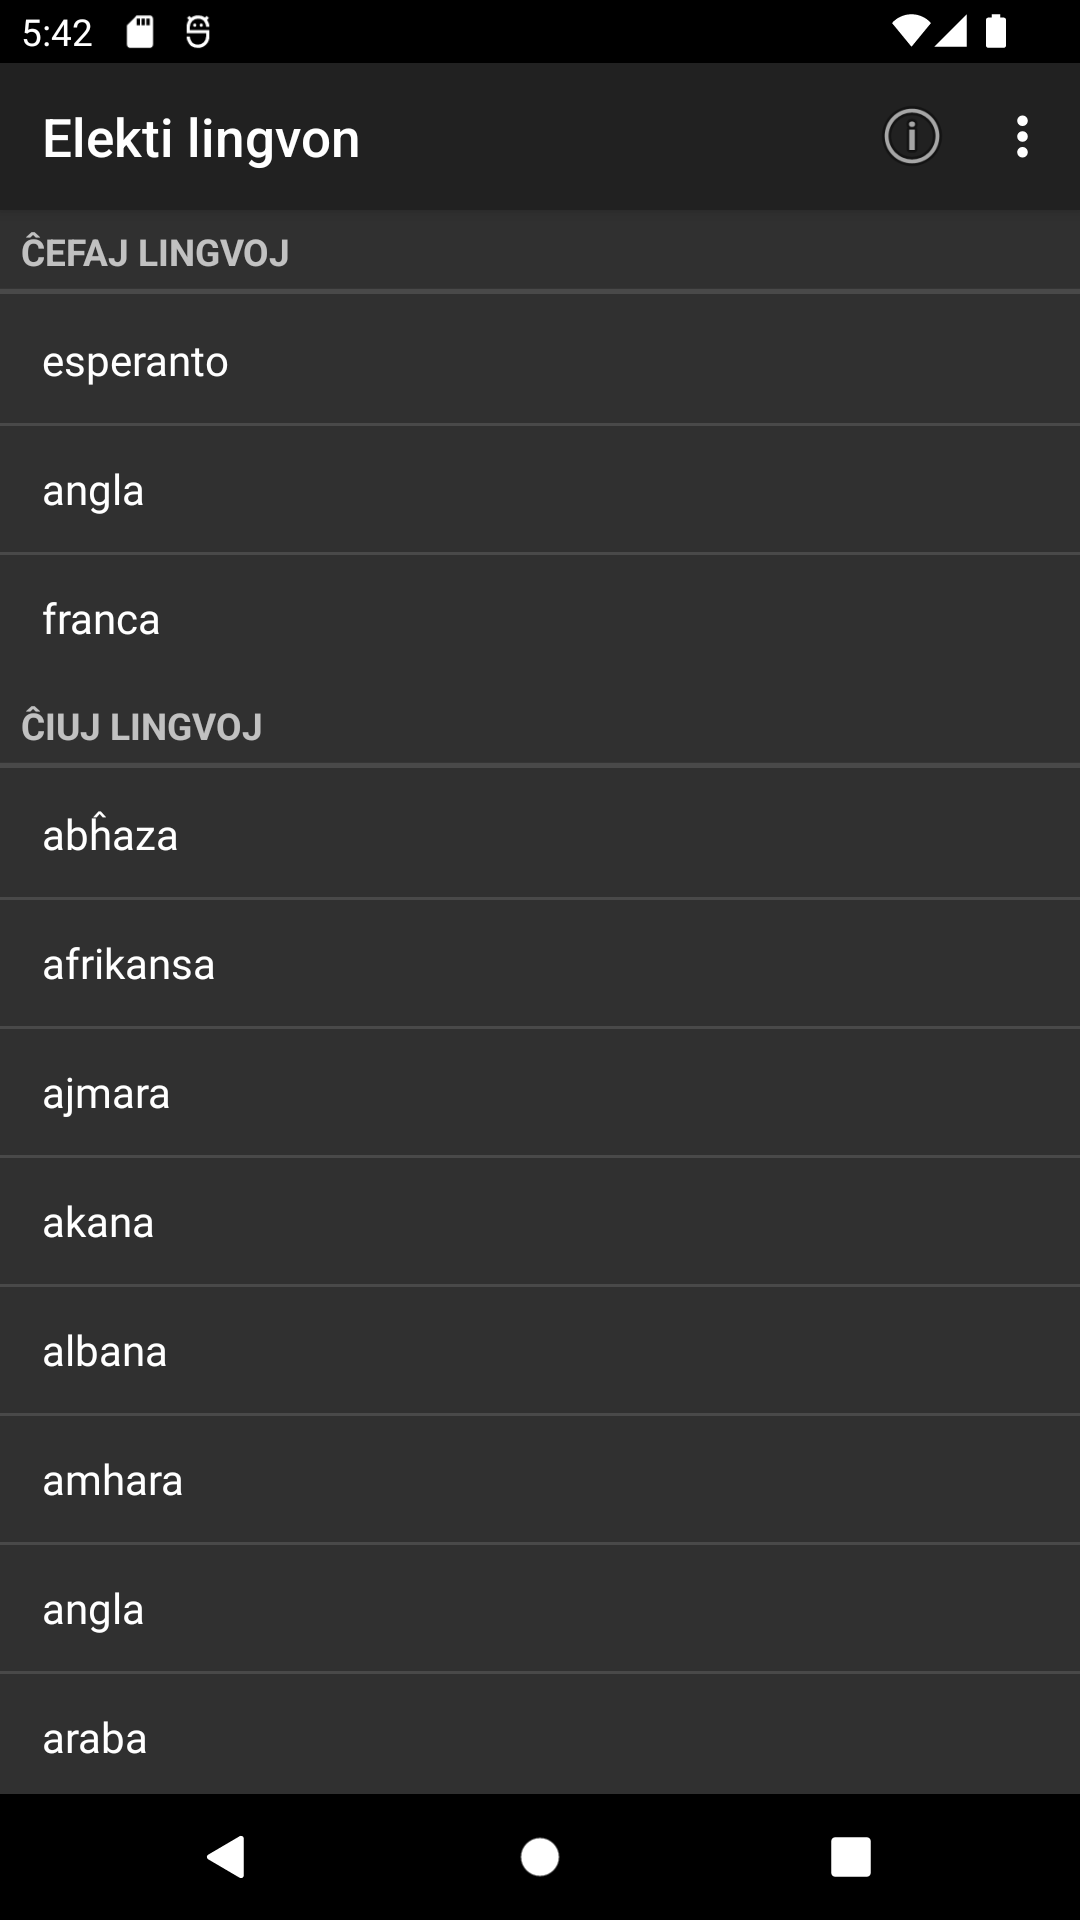 5:42
Elekti lingvon
ĈEFAJ LINGVOJ
esperanto
angla
franca
ĈIUJ LINGVOJ
abĥaza
afrikansa
ajmara
akana
albana
amhara
angla
araba